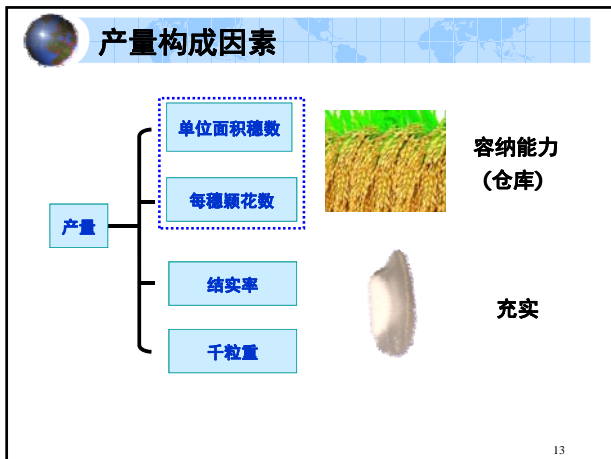 产量构成因素
单位面积穗数
每穗颖花数
产量
结实率
千粒重
容纳能力
(仓库)
充实
13